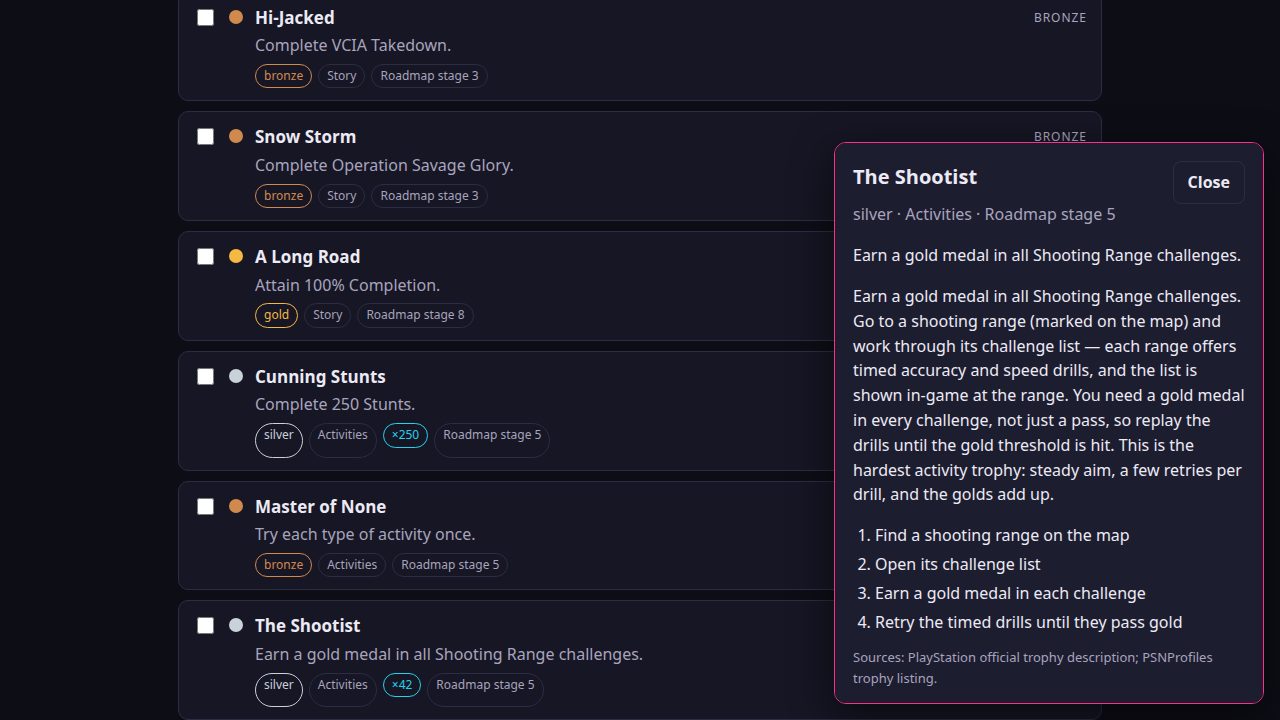 Hi-Jacked
BRONZE
Complete VCIA Takedown.
bronze Story Roadmap stage 3
Snow Storm
BRONZE
Complete Operation Savage Glory.
bronze Story Roadmap stage 3
A Long Road
Attain 100% Completion.
gold Story Roadmap stage 8
Cunning Stunts
Complete 250 Stunts.
silver Activities ×250 Roadmap stage 5
Master of None
Try each type of activity once.
bronze Activities Roadmap stage 5
The Shootist
Earn a gold medal in all Shooting Range challenges.
silver Activities ×42 Roadmap stage 5
The Shootist
Close
silver · Activities · Roadmap stage 5
Earn a gold medal in all Shooting Range challenges.
Earn a gold medal in all Shooting Range challenges.
Go to a shooting range (marked on the map) and
work through its challenge list — each range offers
timed accuracy and speed drills, and the list is
shown in-game at the range. You need a gold medal
in every challenge, not just a pass, so replay the
drills until the gold threshold is hit. This is the
hardest activity trophy: steady aim, a few retries per
drill, and the golds add up.
1. Find a shooting range on the map
2. Open its challenge list
3. Earn a gold medal in each challenge
4. Retry the timed drills until they pass gold
Sources: PlayStation official trophy description; PSNProfiles
trophy listing.